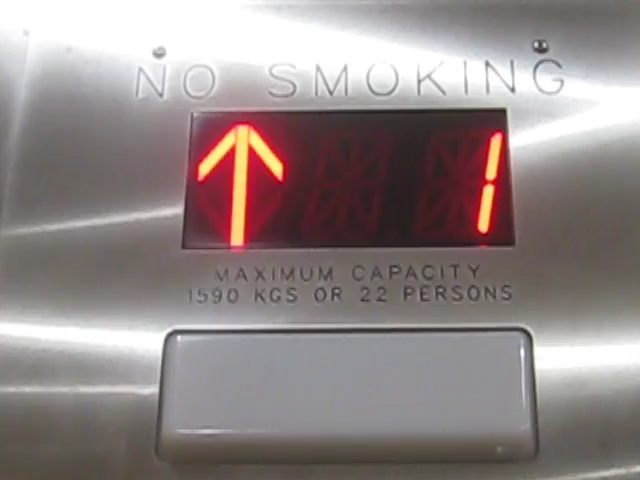 NO SMOKING
↑ 1
MAXIMUM CAPACITY
1590 KGS OR 22 PERSONS